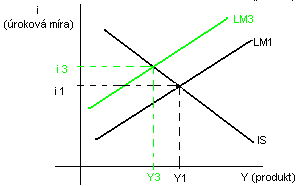 i
(úroková míra)
LM3
LM1
i 3
i 1
IS
Y3
Y1
Y (produkt)